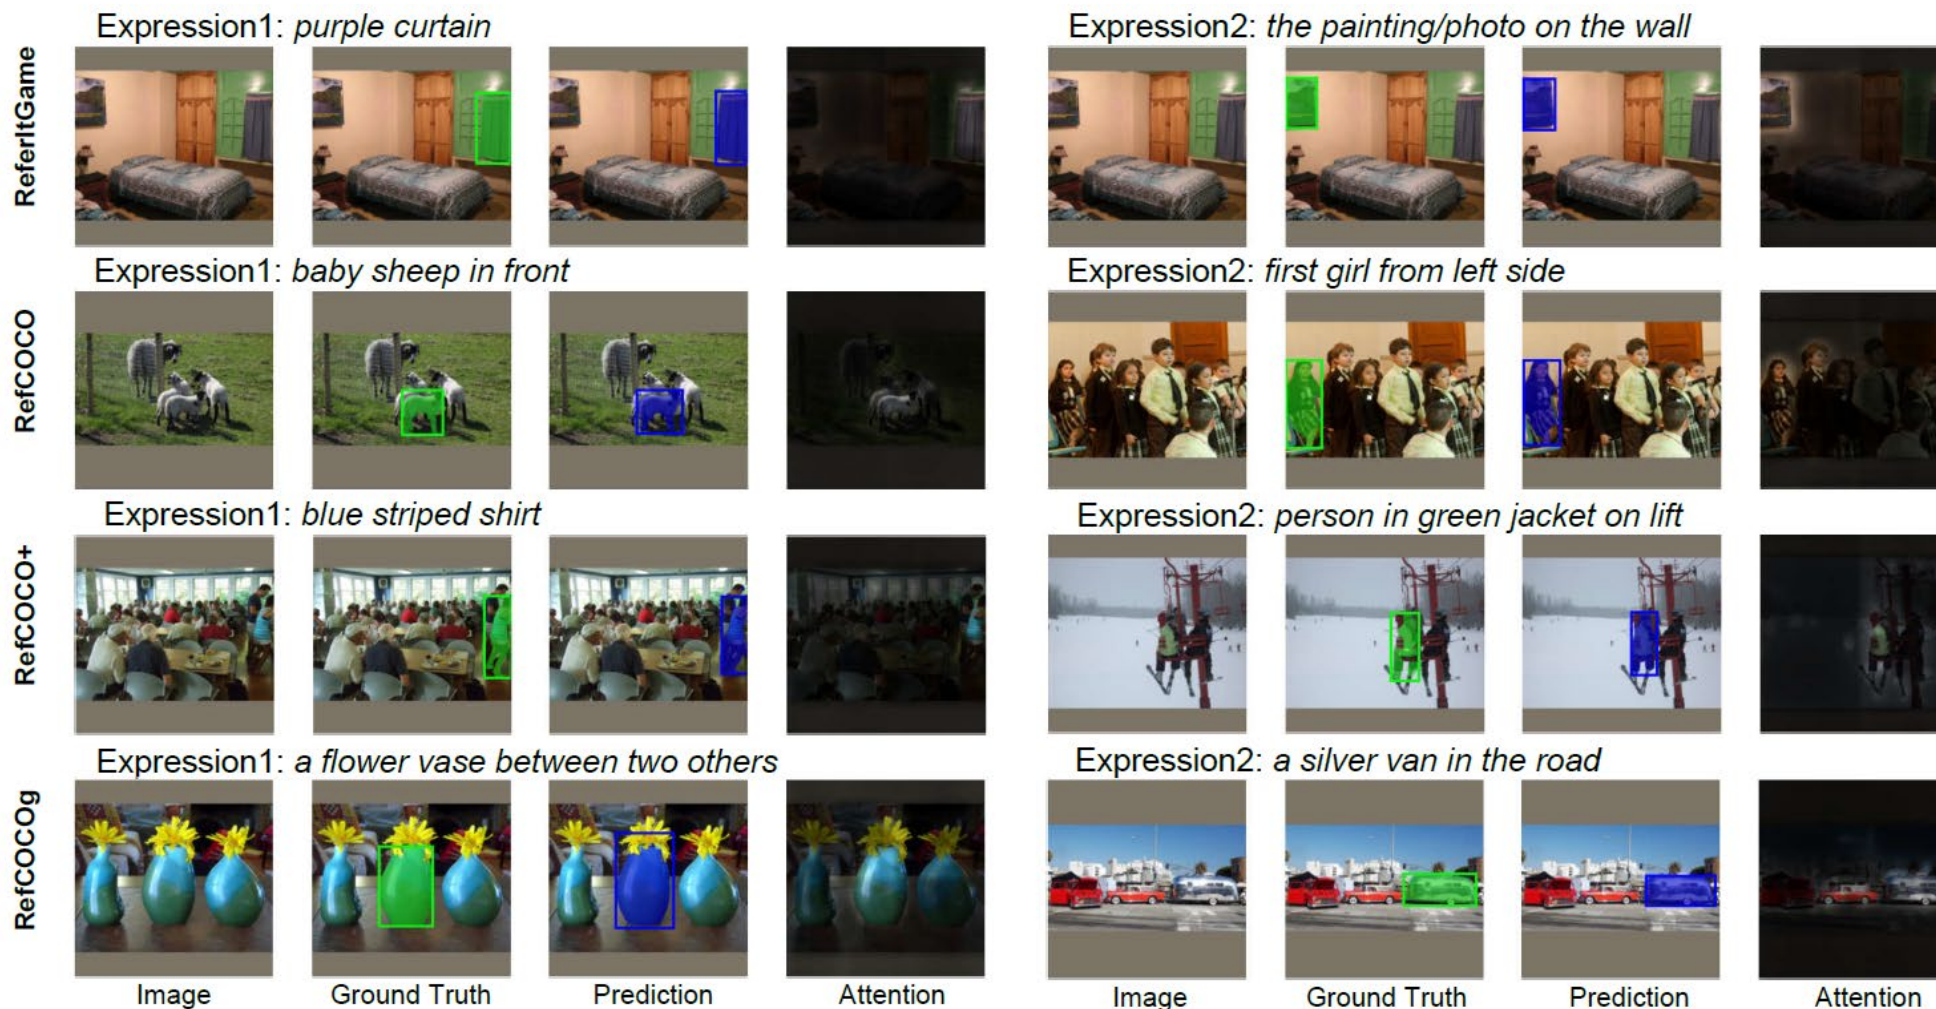 Expression1: purple curtain
Expression2: the painting/photo on the wall
ReferItGame
Expression1: baby sheep in front
Expression2: first girl from left side
RefCOCO
Expression1: blue striped shirt
Expression2: person in green jacket on lift
RefCOCO+
Expression1: a flower vase between two others
Expression2: a silver van in the road
RefCOCOg
Image Ground Truth Prediction Attention Image Ground Truth Prediction Attention